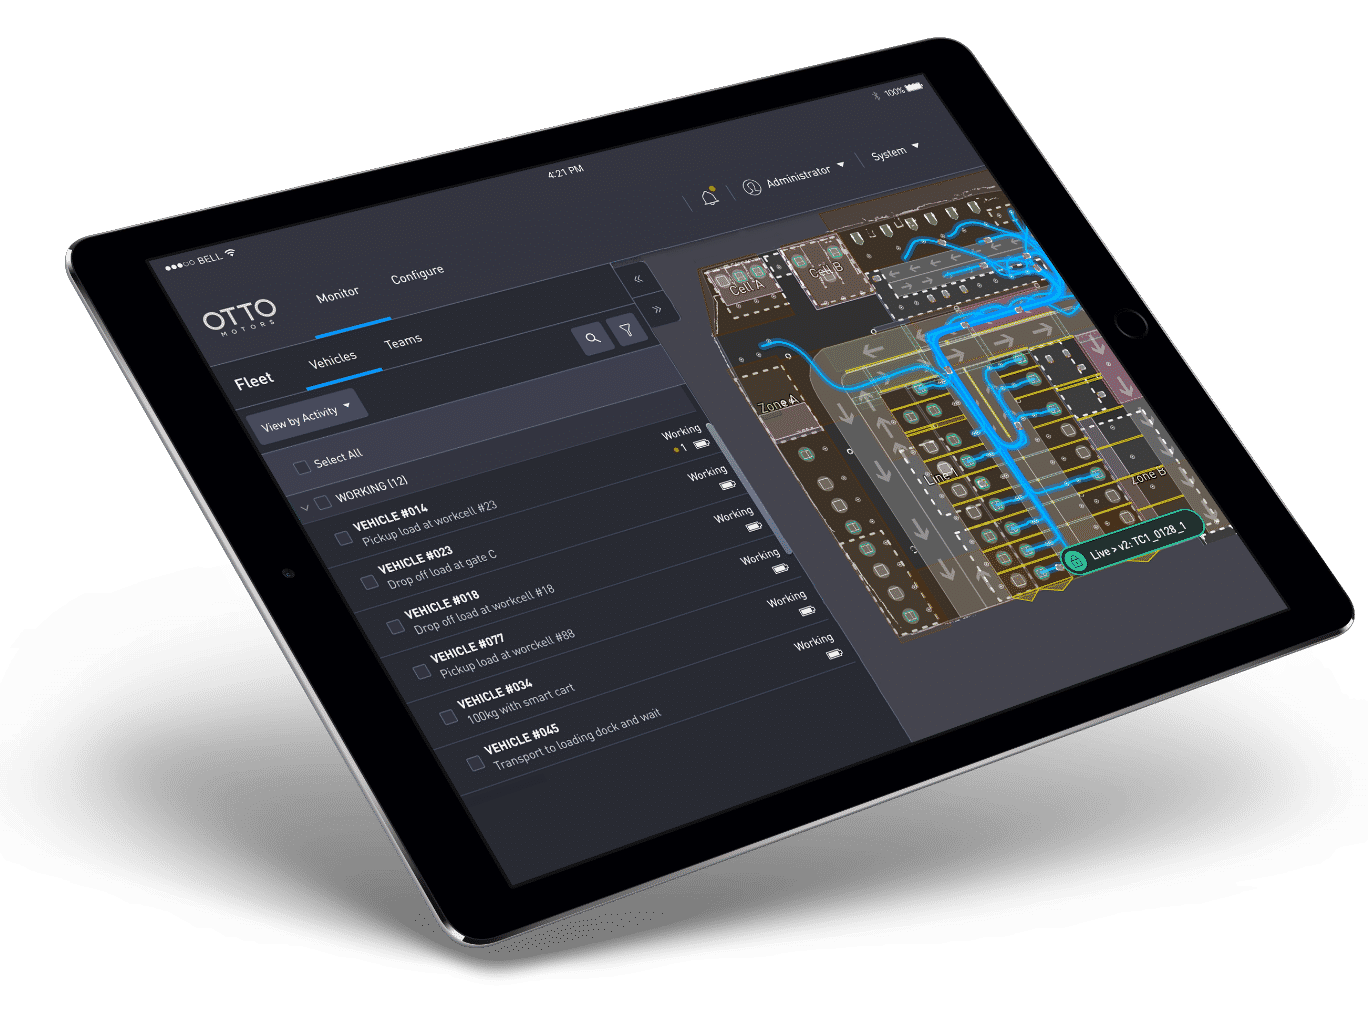 BELL
4:21 PM
100%
OTTO
MOTORS
Monitor
Configure
Administrator
System
Fleet
Vehicles
Teams
View by Activity
Select All
WORKING (12)
VEHICLE #014
Pickup load at workcell #23
Working
1
VEHICLE #023
Drop off load at gate C
Working
VEHICLE #018
Drop off load at workcell #18
Working
VEHICLE #077
Pickup load at worckell #88
Working
VEHICLE #034
100kg with smart cart
Working
VEHICLE #045
Transport to loading dock and wait
Working
Cell A
Cell B
Zone A
Line
Zone B
Live > v2: TC1_0128_1